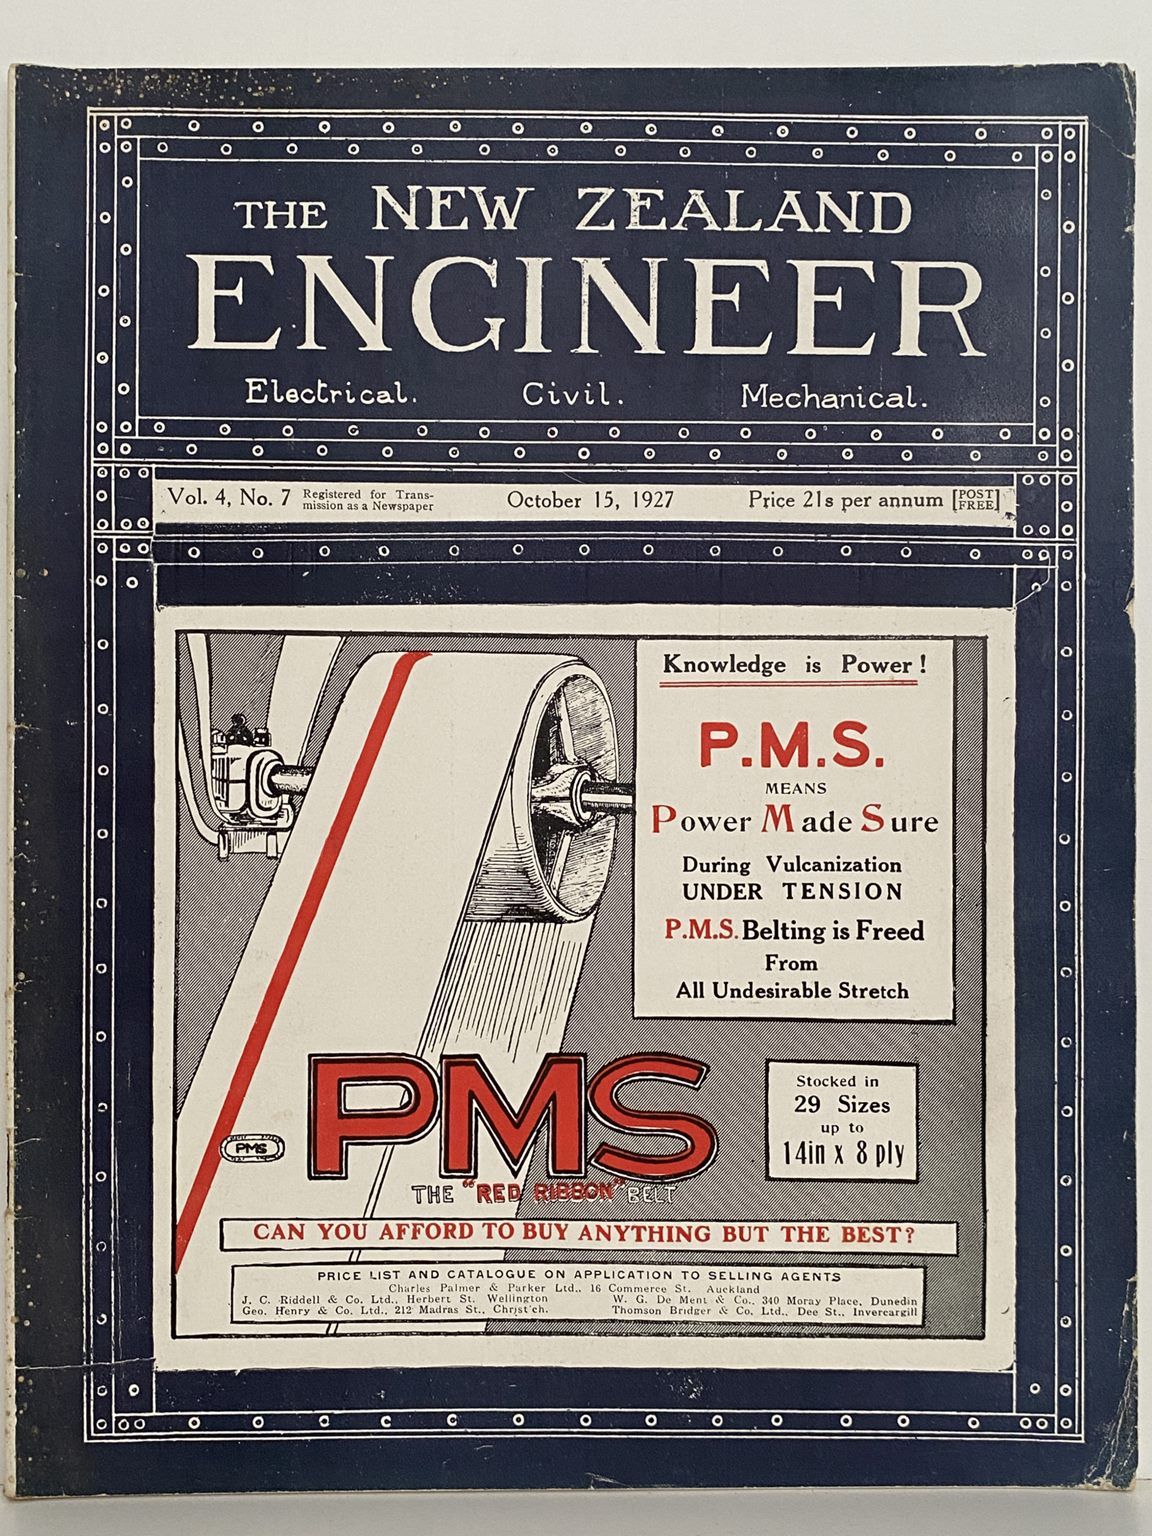 THE NEW ZEALAND
ENGINEER
Electrical. Civil. Mechanical.
Vol. 4, No. 7 Registered for Trans-
mission as a Newspaper
October 15, 1927
Price 21s per annum [POST
FREE]
Knowledge is Power!
P.M.S.
MEANS
Power Made Sure
During Vulcanization
UNDER TENSION
P.M.S. Belting is Freed
From
All Undesirable Stretch
PMS
Stocked in
29 Sizes
up to
14in x 8 ply
PMS
THE "RED RIBBON" BELT
CAN YOU AFFORD TO BUY ANYTHING BUT THE BEST?
PRICE LIST AND CATALOGUE ON APPLICATION TO SELLING AGENTS
Charles Palmer & Parker Ltd., 16 Commerce St. Auckland
J. C. Riddell & Co. Ltd., Herbert St. Wellington W. G. De Ment & Co., 340 Moray Place, Dunedin
Geo. Henry & Co. Ltd., 212 Madras St., Christ'ch. Thomson Bridger & Co. Ltd., Dee St., Invercargill